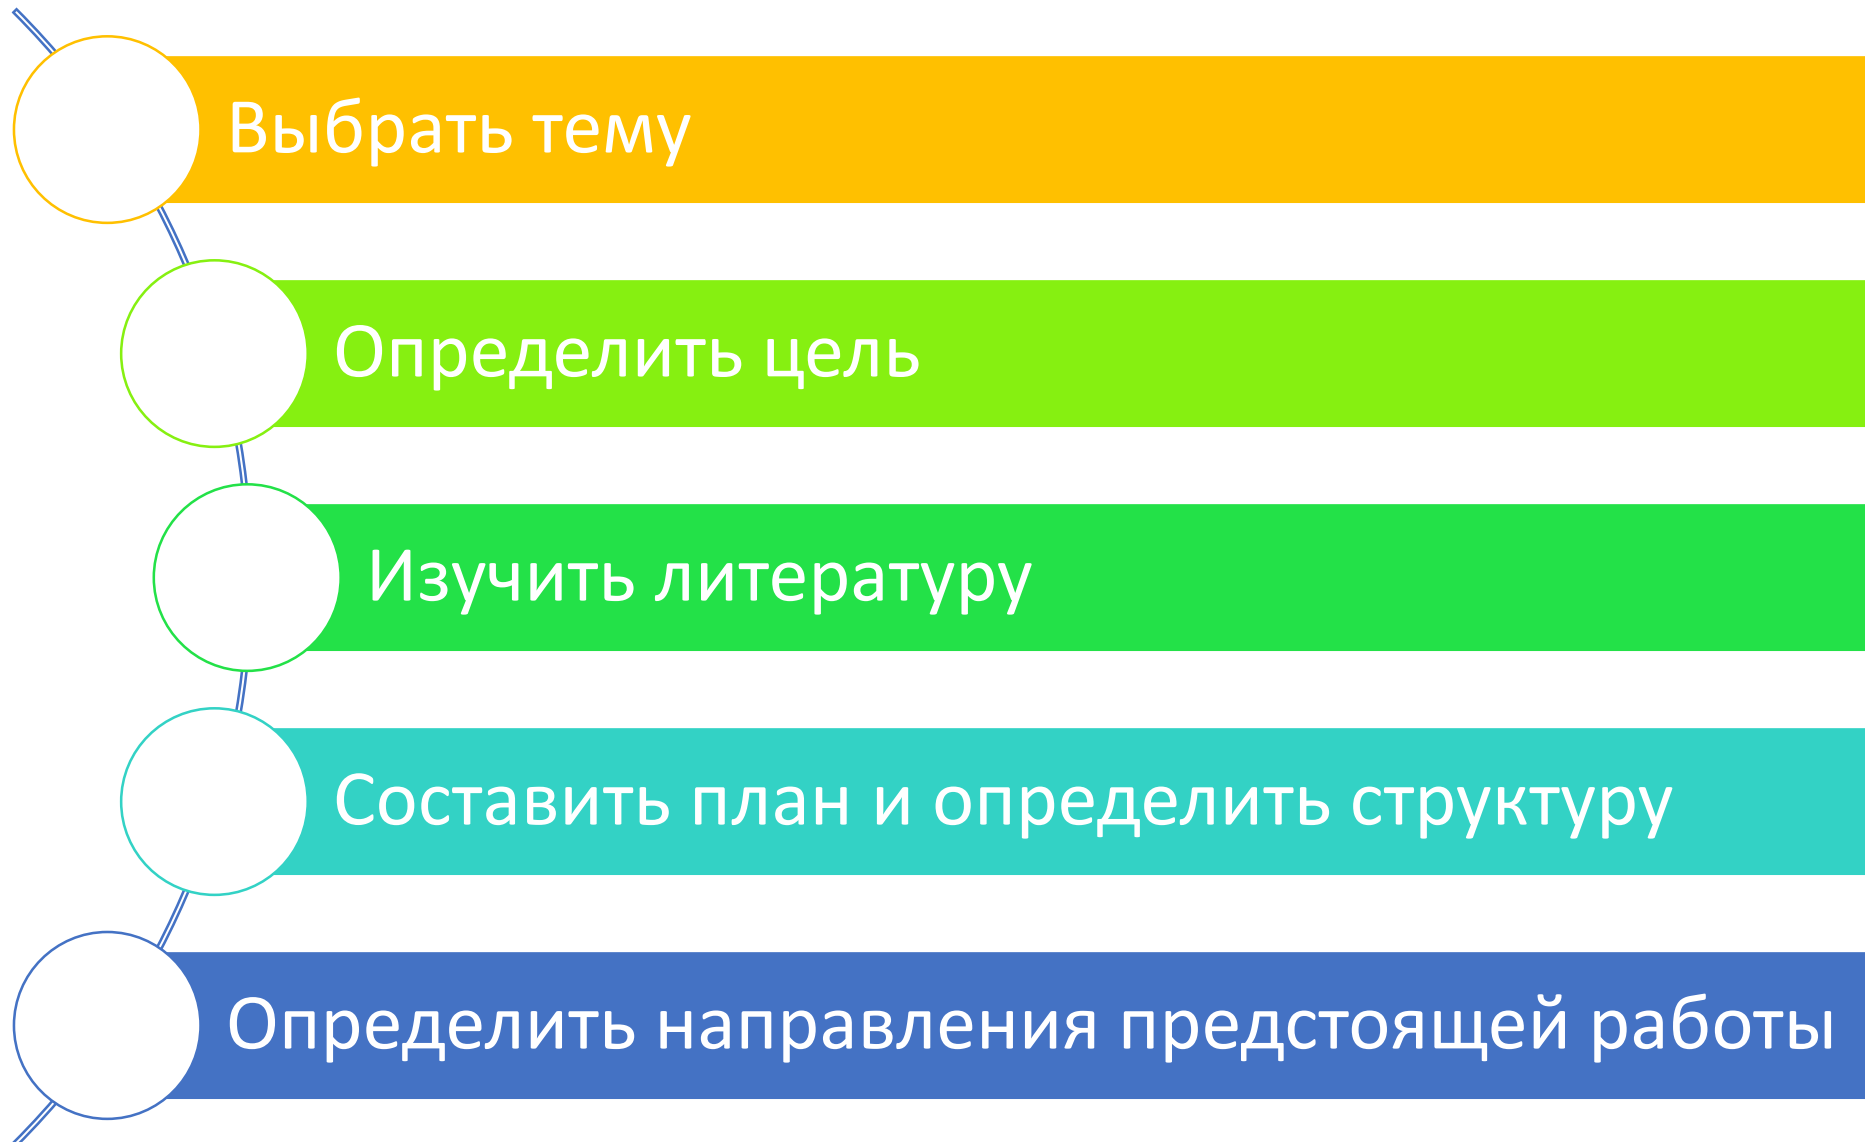 Выбрать тему
Определить цель
Изучить литературу
Составить план и определить структуру
Определить направления предстоящей работы